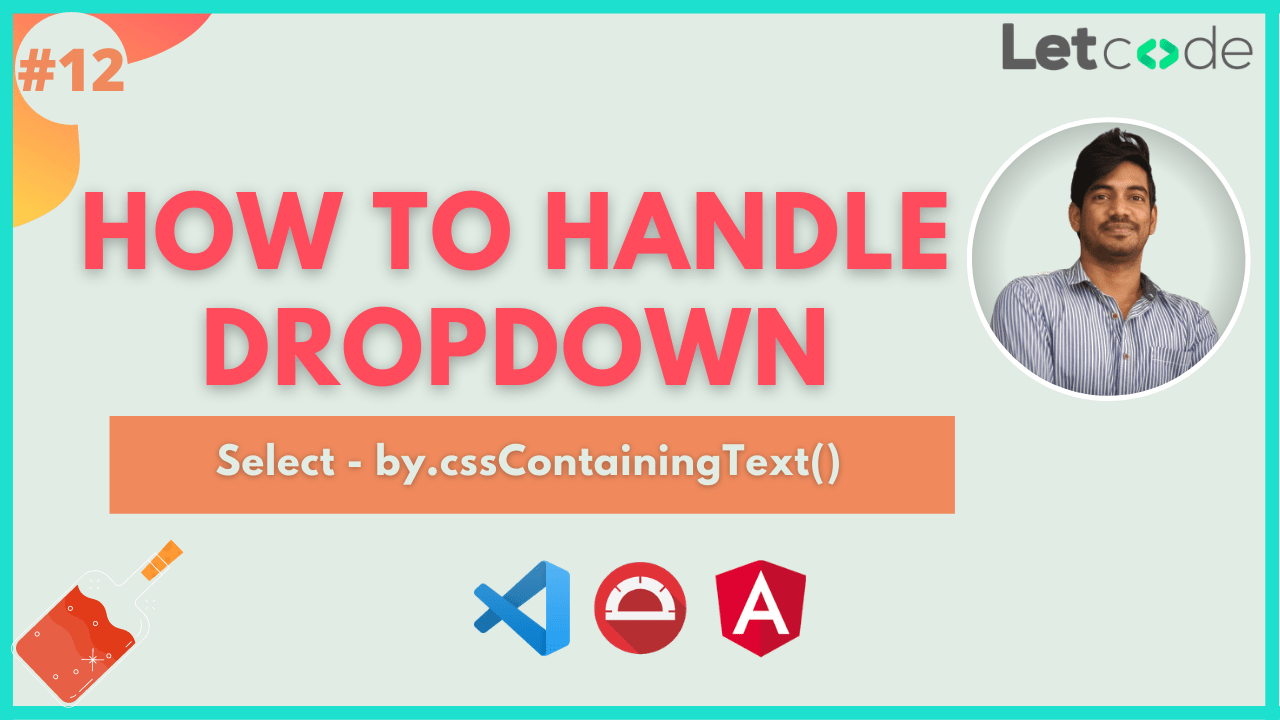 #12
Letcode
HOW TO HANDLE
DROPDOWN
Select - by.cssContainingText()
A